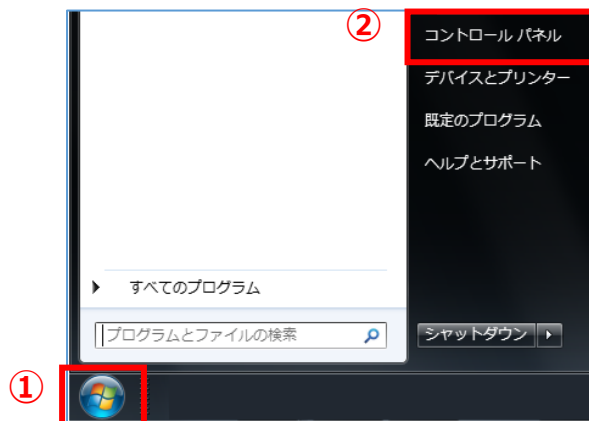 ②
コントロール パネル
デバイスとプリンター
既定のプログラム
ヘルプとサポート
すべてのプログラム
プログラムとファイルの検索
シャットダウン
①